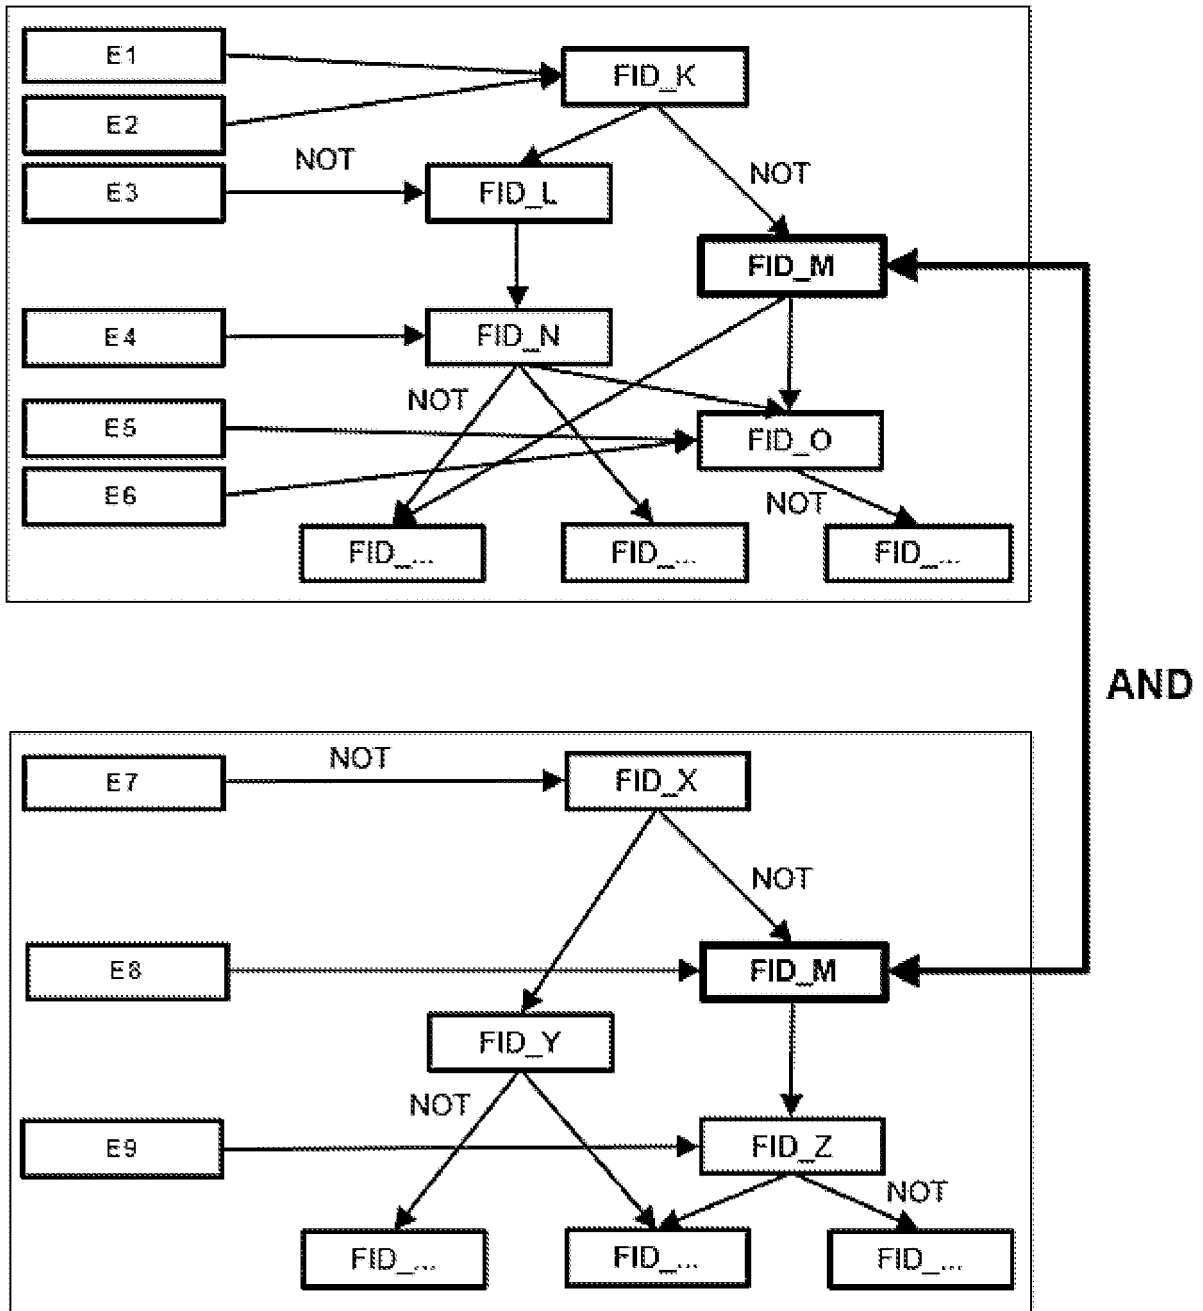 E1
FID_K
E2
NOT
NOT
E3
FID_L
FID_M
E4
FID_N
NOT
E5
FID_O
E6
NOT
FID_...
FID_...
FID_...
AND
E7
NOT
FID_X
NOT
E8
FID_M
FID_Y
NOT
E9
FID_Z
NOT
FID_...
FID_...
FID_...